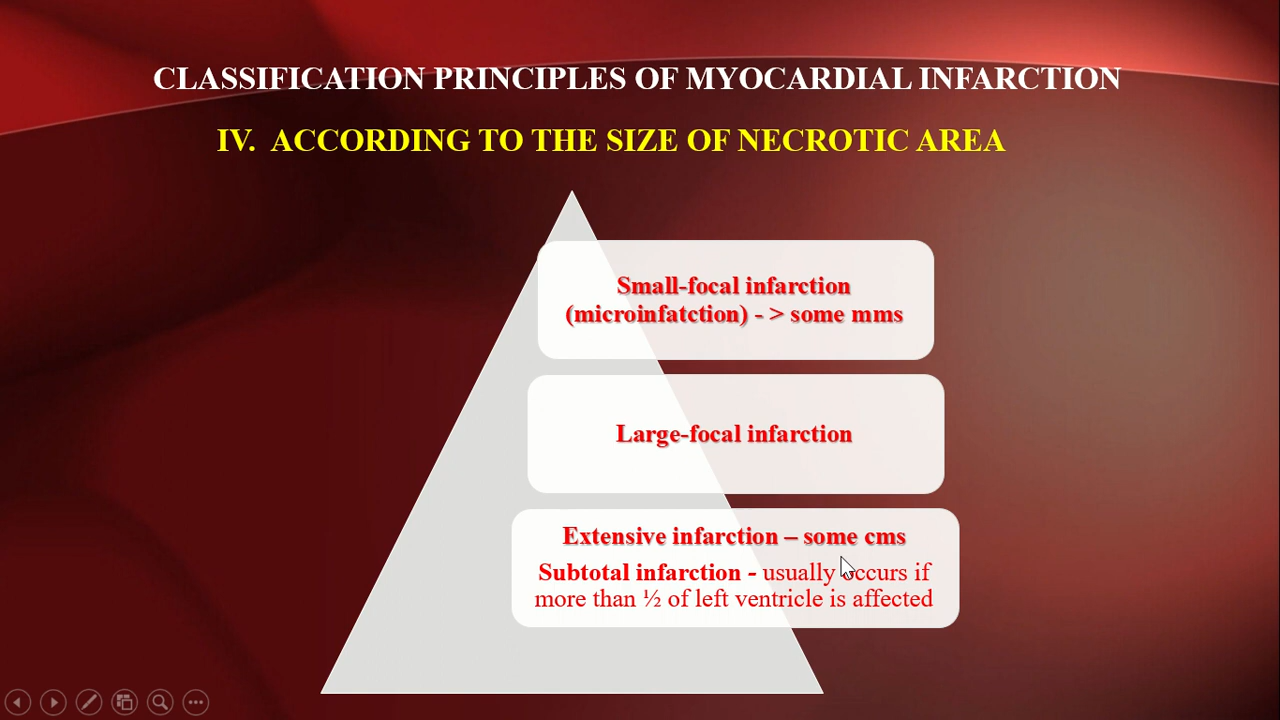 CLASSIFICATION PRINCIPLES OF MYOCARDIAL INFARCTION
IV. ACCORDING TO THE SIZE OF NECROTIC AREA
Small-focal infarction
(microinfatction) - > some mms
Large-focal infarction
Extensive infarction – some cms
Subtotal infarction - usually occurs if
more than ½ of left ventricle is affected